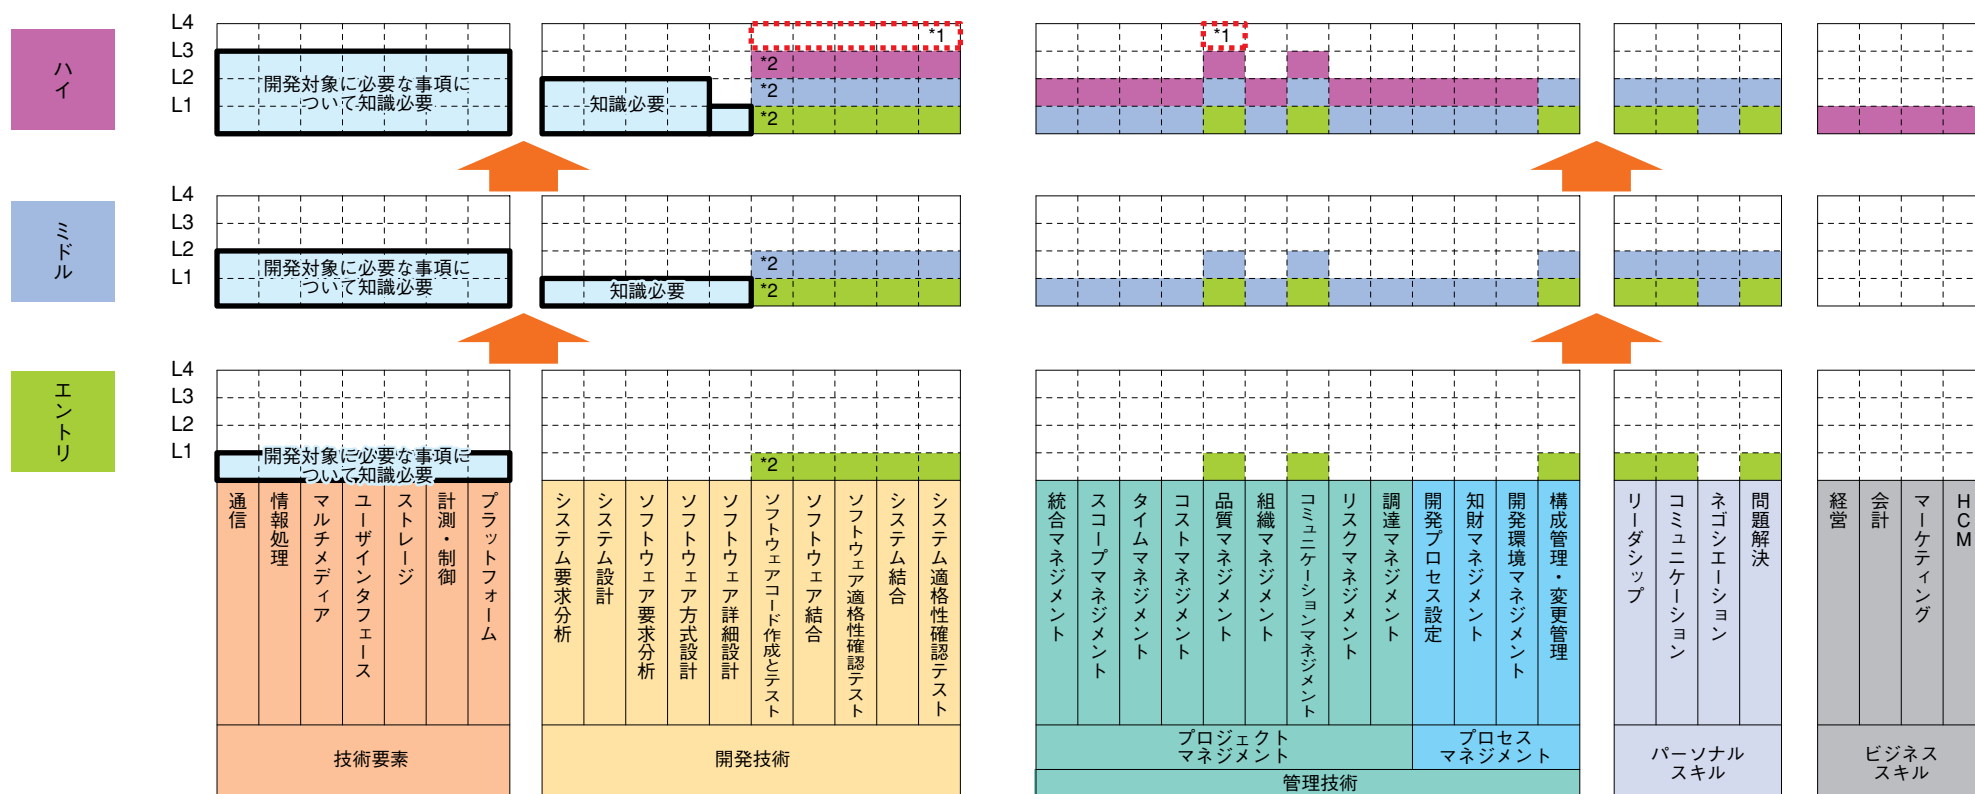 ハイ
L4
L3
L2
L1
開発対象に必要な事項に
ついて知識必要
知識必要
*1
*2
*2
*2
*1
ミドル
L4
L3
L2
L1
開発対象に必要な事項に
ついて知識必要
知識必要
*2
*2
エントリ
L4
L3
L2
L1
開発対象に必要な事項に
ついて知識必要
*2
通信
情報処理
マルチメディア
ユーザインタフェース
ストレージ
計測・制御
プラットフォーム
システム要求分析
システム設計
ソフトウェア要求分析
ソフトウェア方式設計
ソフトウェア詳細設計
ソフトウェアコード作成とテスト
ソフトウェア結合
ソフトウェア適格性確認テスト
システム結合
システム適格性確認テスト
統合マネジメント
スコープマネジメント
タイムマネジメント
コストマネジメント
品質マネジメント
組織マネジメント
コミュニケーションマネジメント
リスクマネジメント
調達マネジメント
開発プロセス設定
知財マネジメント
開発環境マネジメント
構成管理・変更管理
リーダシップ
コミュニケーション
ネゴシエーション
問題解決
経営
会計
マーケティング
HCM
技術要素
開発技術
プロジェクト
マネジメント
プロセス
マネジメント
管理技術
パーソナル
スキル
ビジネス
スキル